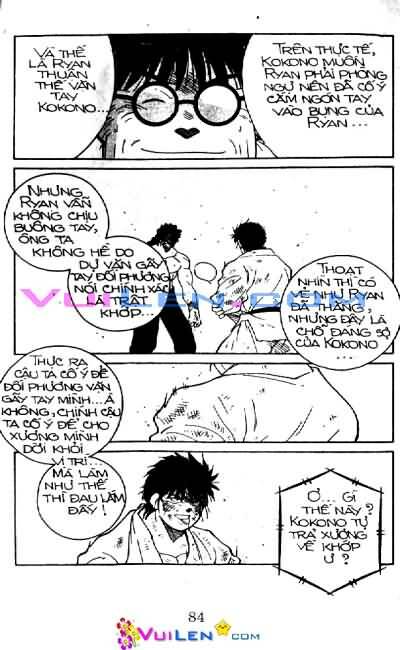 VÀ THẾ
LÀ RYAN
THUẬN
THẾ VẶN
TAY
KOKONO...
TRÊN THỰC TẾ,
KOKONO MUỐN
RYAN PHẢI PHÒNG
NGỰ NÊN ĐÃ CỐ Ý
CẮM NGÓN TAY
VÀO BỤNG CỦA
RYAN ...
NHƯNG
RYAN VẪN
KHÔNG CHỊU
BUÔNG TAY,
ÔNG TA
KHÔNG HỀ DO
DỰ VẶN GÃY
TAY ĐỐI PHƯƠNG
NÓI CHÍNH XÁC
LÀ TRẬT
KHỚP...
THOẠT
NHÌN THÌ CÓ
VẺ NHƯ RYAN
ĐÃ THẮNG,
NHƯNG ĐÂY LÀ
CHỖ ĐÁNG SỢ
CỦA KOKONO
...
VUILEN.COM
THỰC RA
CẬU TA CỐ Ý ĐỂ
ĐỐI PHƯƠNG VẶN
GÃY TAY MÌNH...À
KHÔNG, CHÍNH CẬU
TA CỐ Ý ĐỂ CHO
XƯƠNG MÌNH
DỜI KHỎI
VỊ TRÍ...
MÀ LÀM
NHƯ THẾ
THÌ ĐAU LẮM
ĐẤY !
Ơ... GÌ
THẾ NÀY ?
KOKONO TỰ
TRẢ XƯƠNG
VỀ KHỚP
Ư ?
84
VUILEN.COM